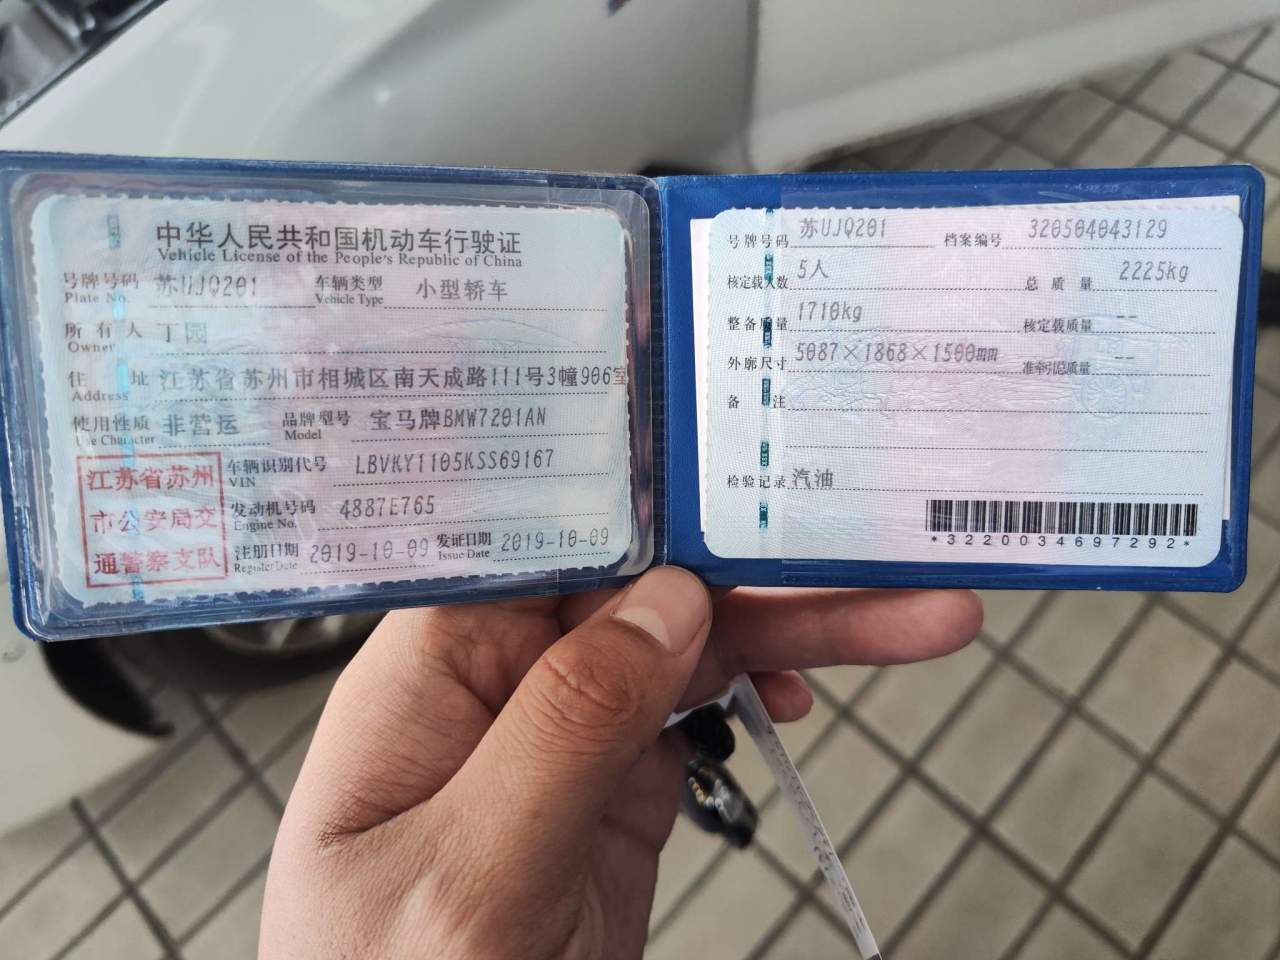 中华人民共和国机动车行驶证
Vehicle License of the People's Republic of China
号牌号码 苏UJQ201 车辆类型 小型轿车
Plate No. Vehicle Type
所有人 丁园
Owner
住址 江苏省苏州市相城区南天成路111号3幢906室
Address
使用性质 非营运 品牌型号 宝马牌BMW7201AN
Use Character Model
江苏省苏州
市公安局交
通警察支队
车辆识别代号 LBVKY1105KSS69167
VIN
发动机号码 4887E765
Engine No.
注册日期 2019-10-09 发证日期 2019-10-09
Register Date Issue Date
号牌号码 苏UJQ201 档案编号 320504043129
核定载人数 5人 总质量 2225kg
整备质量 1710kg 核定载质量 --
外廓尺寸 5087×1868×1500mm 准牵引总质量 --
备注
检验记录 汽油
*3220034697292*